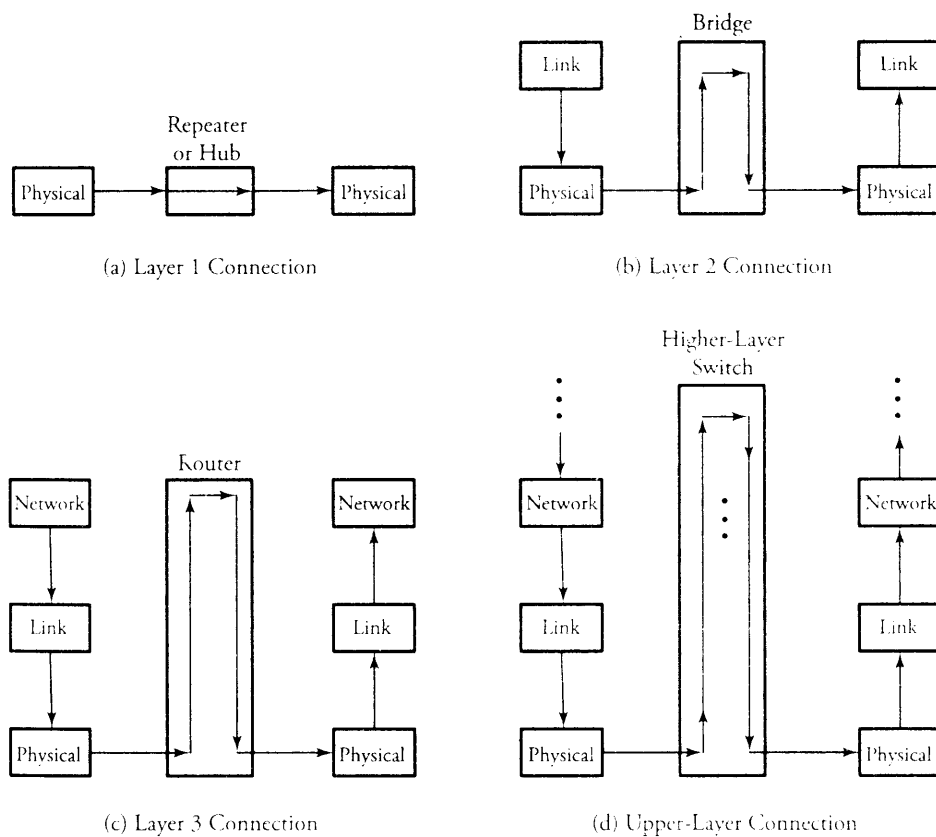 Repeater
or Hub
Physical
Physical
(a) Layer 1 Connection
Bridge
Link
Link
Physical
Physical
(b) Layer 2 Connection
Router
Network
Network
Link
Link
Physical
Physical
(c) Layer 3 Connection
Higher-Layer
Switch
Network
Network
Link
Link
Physical
Physical
(d) Upper-Layer Connection